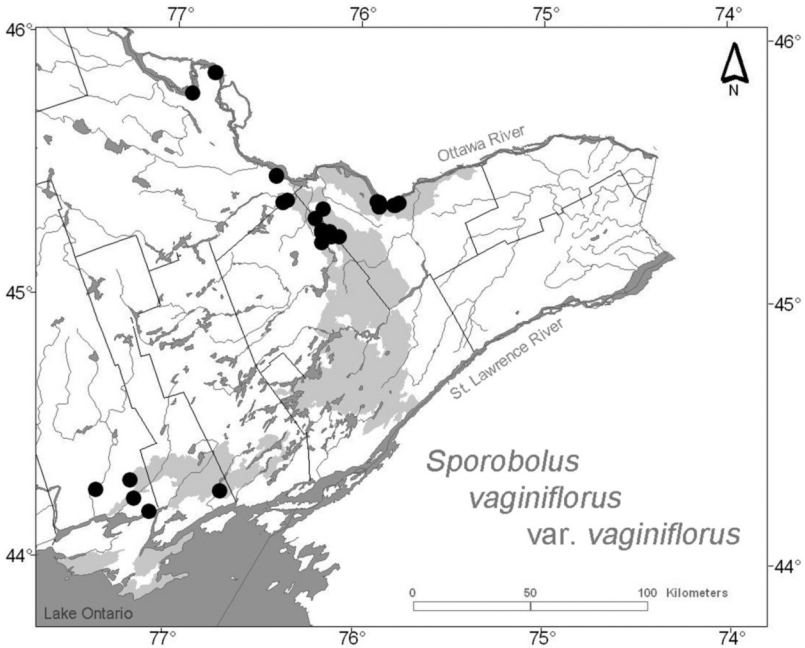 77° 76° 75° 74°
46° 46°
N
Ottawa River
45° 45°
St. Lawrence River
Sporobolus
vaginiflorus
var. vaginiflorus
44° 44°
0 50 100 Kilometers
Lake Ontario
77° 76° 75° 74°